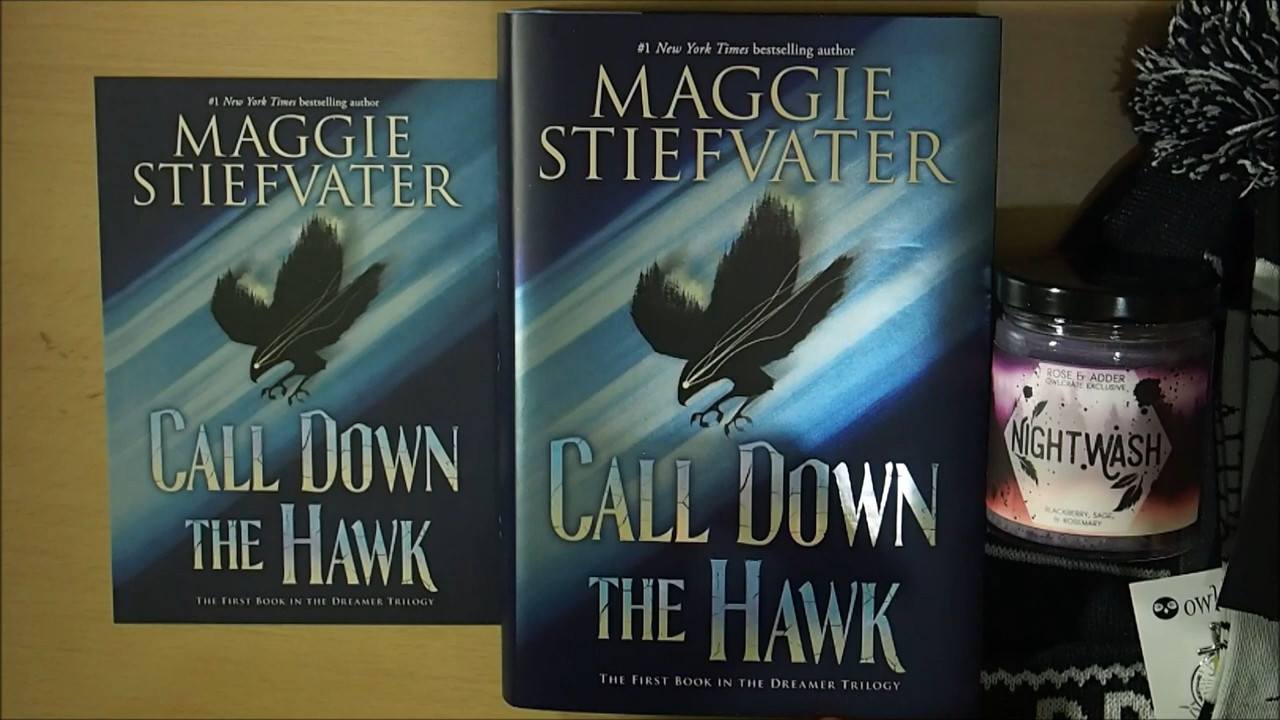 #1 New York Times bestselling author
MAGGIE
STIEFVATER
CALL DOWN
THE HAWK
THE FIRST BOOK IN THE DREAMER TRILOGY
#1 New York Times bestselling author
MAGGIE
STIEFVATER
CALL DOWN
THE HAWK
THE FIRST BOOK IN THE DREAMER TRILOGY
ROSE & ADDER
OWLCRATE EXCLUSIVE
NIGHTWASH
BLACKBERRY, SAGE,
& ROSEMARY